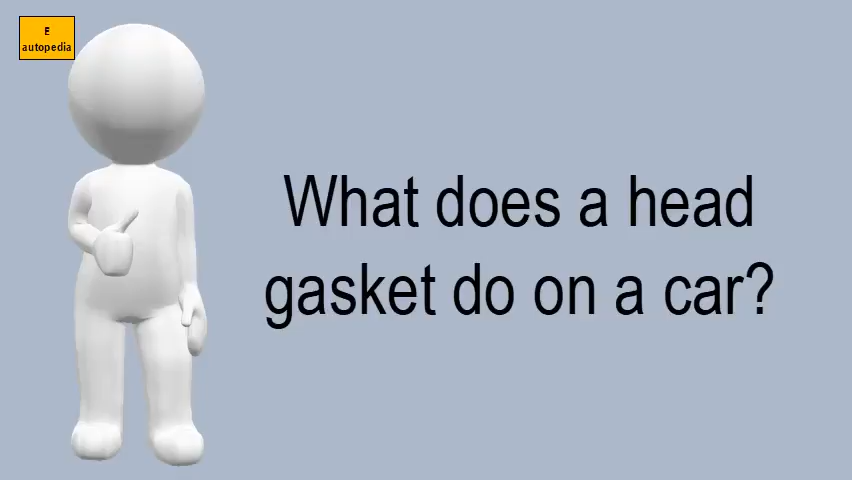 E
autopedia
What does a head
gasket do on a car?